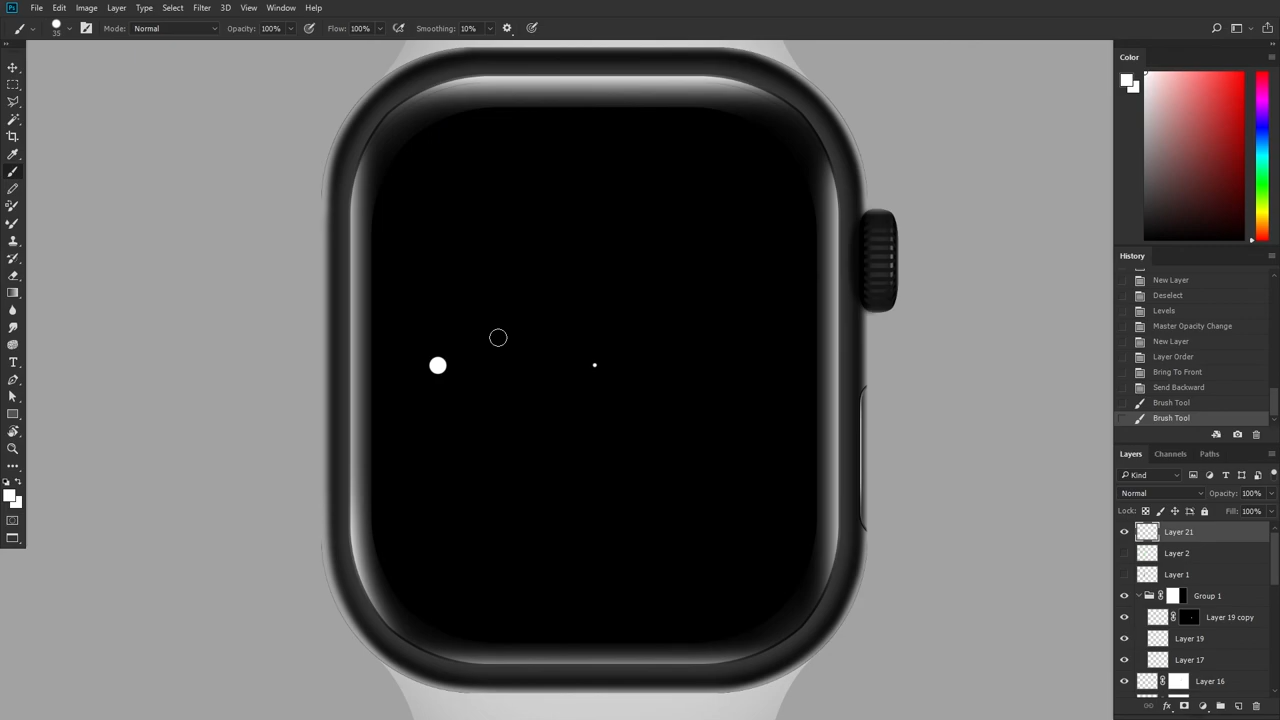 Ps File Edit Image Layer Type Select Filter 3D View Window Help
35 Mode: Normal Opacity: 100% Flow: 100% Smoothing: 10%
Color
History
New Layer
Deselect
Levels
Master Opacity Change
New Layer
Layer Order
Bring To Front
Send Backward
Brush Tool
Brush Tool
Layers Channels Paths
Kind
Normal Opacity: 100%
Lock: Fill: 100%
Layer 21
Layer 2
Layer 1
Group 1
Layer 19 copy
Layer 19
Layer 17
Layer 16